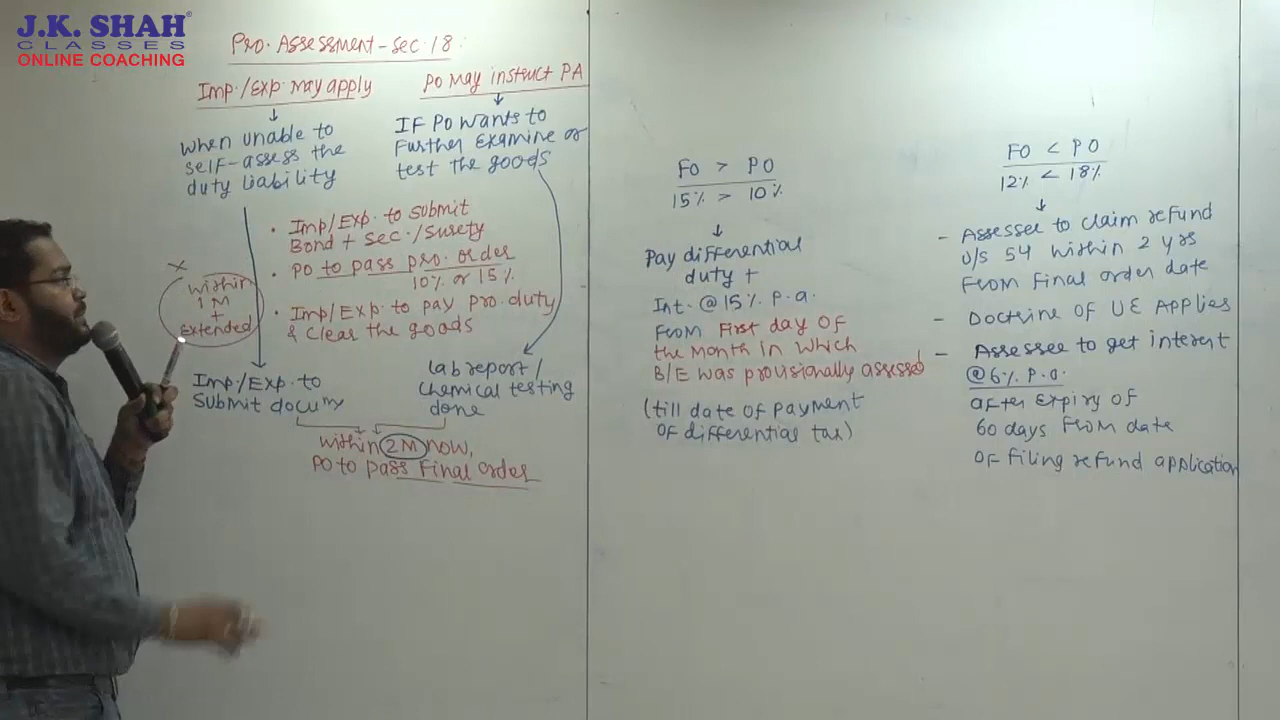 J.K. SHAH®
CLASSES
ONLINE COACHING
Pro. Assessment - Sec. 18:
Imp./Exp. may apply
PO may instruct PA
when unable to
self-assess the
duty liability
IF PO wants to
Further Examine or
test the goods
• Imp/Exp. to submit
Bond + Sec./Surety
• PO to pass pro. order
10% or 15%
• Imp/Exp. to pay pro. duty
& clear the goods
x
within
1 M
+
Extended
Imp/Exp. to
submit docum
Lab report /
chemical testing
done
within 2M now,
PO to pass Final order
FO > PO
15% > 10%
Pay differential
duty +
Int. @ 15% p.a.
From First day of
the month in which
B/E was provisionally assessed
(till date of payment
of differential tax)
FO < PO
12% < 18%
- Assessee to claim refund
U/S 54 within 2 yrs
From Final order date
- Doctrine of UE Applies
- Assessee to get interest
@ 6% p.a.
after expiry of
60 days from date
of filing refund application